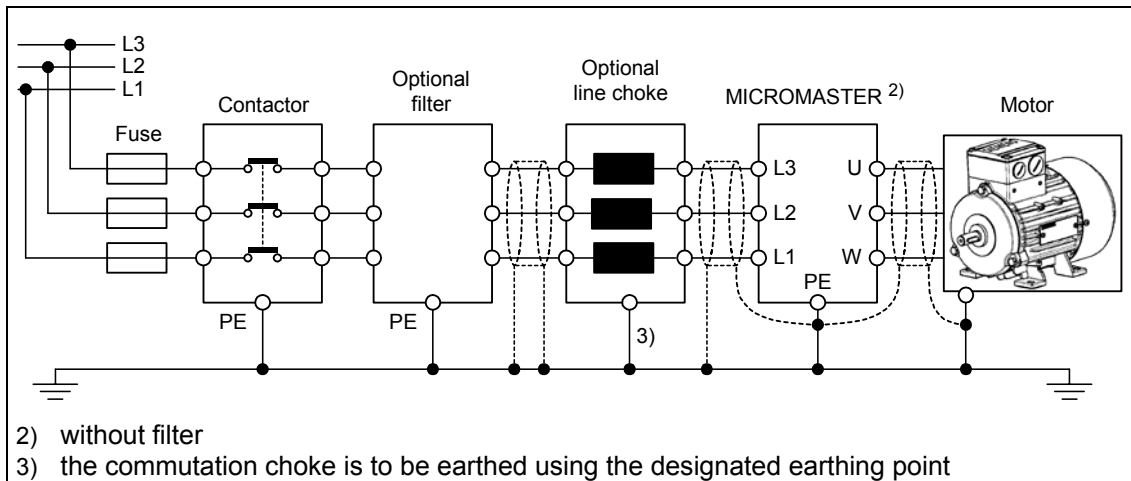 L3
L2
L1
Fuse
Contactor
Optional
filter
Optional
line choke
MICROMASTER 2)
Motor
L3
L2
L1
U
V
W
PE
PE
PE
3)
2) without filter
3) the commutation choke is to be earthed using the designated earthing point